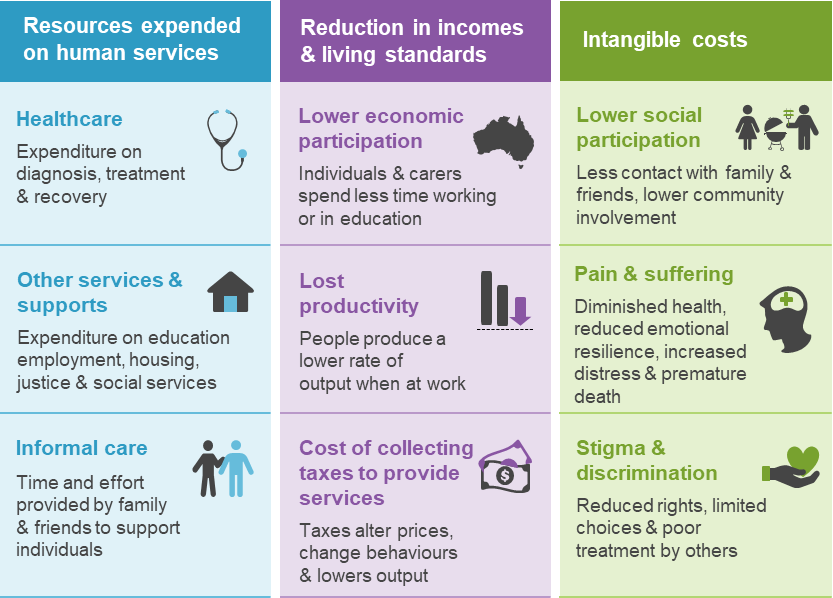 Resources expended
on human services
Healthcare
Expenditure on
diagnosis, treatment
& recovery
Other services &
supports
Expenditure on education
employment, housing,
justice & social services
Informal care
Time and effort
provided by family
& friends to support
individuals
Reduction in incomes
& living standards
Lower economic
participation
Individuals & carers
spend less time working
or in education
Lost
productivity
People produce a
lower rate of
output when at work
Cost of collecting
taxes to provide
services
$
Taxes alter prices,
change behaviours
& lowers output
Intangible costs
Lower social
participation
Less contact with family &
friends, lower community
involvement
Pain & suffering
Diminished health,
reduced emotional
resilience, increased
distress & premature
death
Stigma &
discrimination
Reduced rights, limited
choices & poor
treatment by others